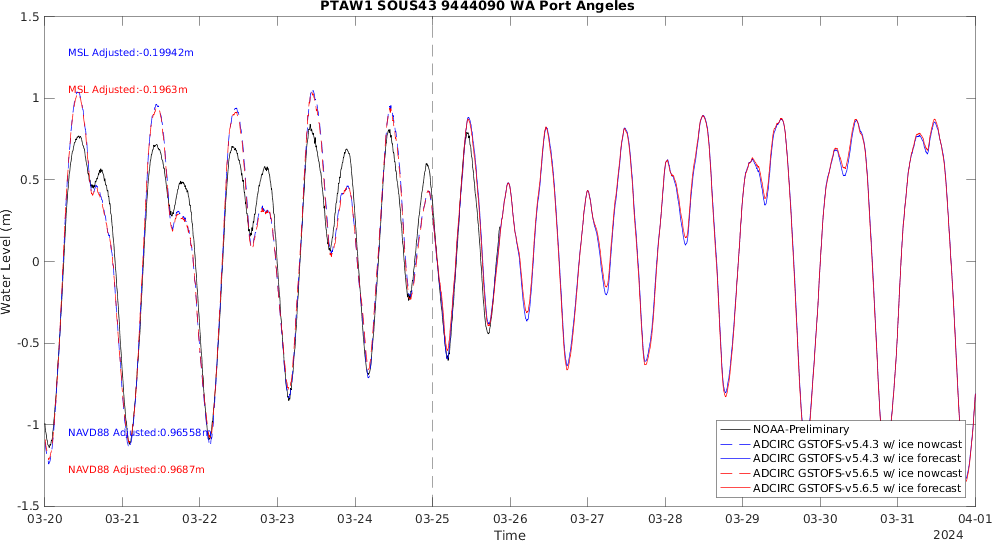 PTAW1 SOUS43 9444090 WA Port Angeles
1.5
MSL Adjusted:-0.19942m
MSL Adjusted:-0.1963m
1
0.5
Water Level (m)
0
-0.5
-1
NAVD88 Adjusted:0.96558m
NAVD88 Adjusted:0.9687m
-1.5
NOAA-Preliminary
ADCIRC GSTOFS-v5.4.3 w/ ice nowcast
ADCIRC GSTOFS-v5.4.3 w/ ice forecast
ADCIRC GSTOFS-v5.6.5 w/ ice nowcast
ADCIRC GSTOFS-v5.6.5 w/ ice forecast
03-20 03-21 03-22 03-23 03-24 03-25 03-26 03-27 03-28 03-29 03-30 03-31 04-01
Time
2024